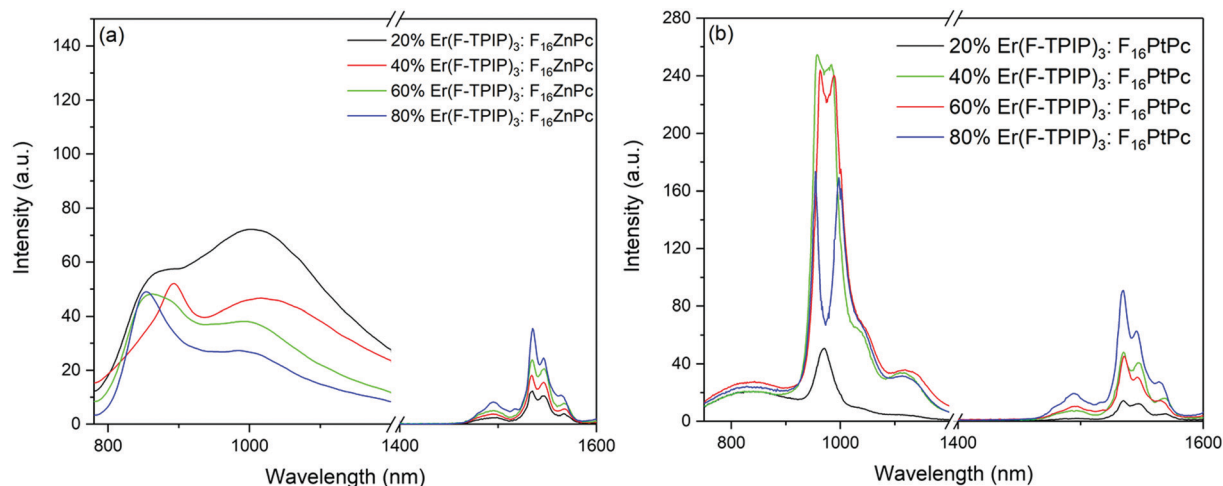 (a)
20% Er(F-TPIP)₃: F₁₆ZnPc
40% Er(F-TPIP)₃: F₁₆ZnPc
60% Er(F-TPIP)₃: F₁₆ZnPc
80% Er(F-TPIP)₃: F₁₆ZnPc
140
120
100
80
60
40
20
0
Intensity (a.u.)
800
1000
1400
1600
Wavelength (nm)
(b)
20% Er(F-TPIP)₃: F₁₆PtPc
40% Er(F-TPIP)₃: F₁₆PtPc
60% Er(F-TPIP)₃: F₁₆PtPc
80% Er(F-TPIP)₃: F₁₆PtPc
280
240
200
160
120
80
40
0
Intensity (a.u.)
800
1000
1400
1600
Wavelength (nm)